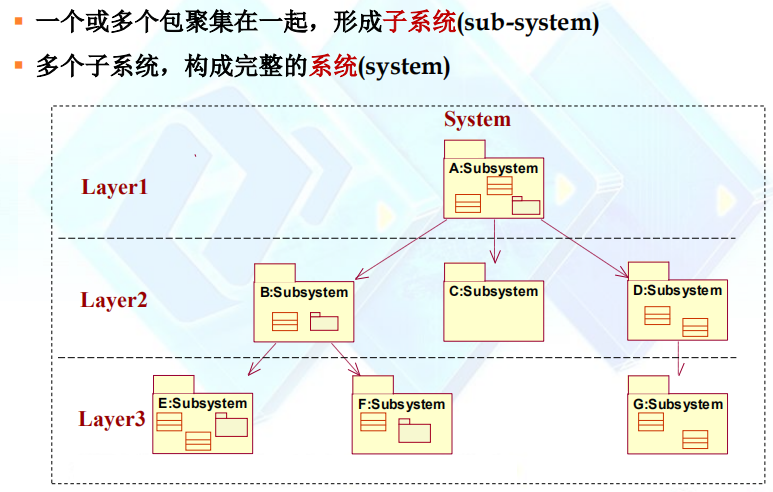 一个或多个包聚集在一起，形成子系统(sub-system)
多个子系统，构成完整的系统(system)
System
Layer1
A:Subsystem
Layer2
B:Subsystem
C:Subsystem
D:Subsystem
Layer3
E:Subsystem
F:Subsystem
G:Subsystem